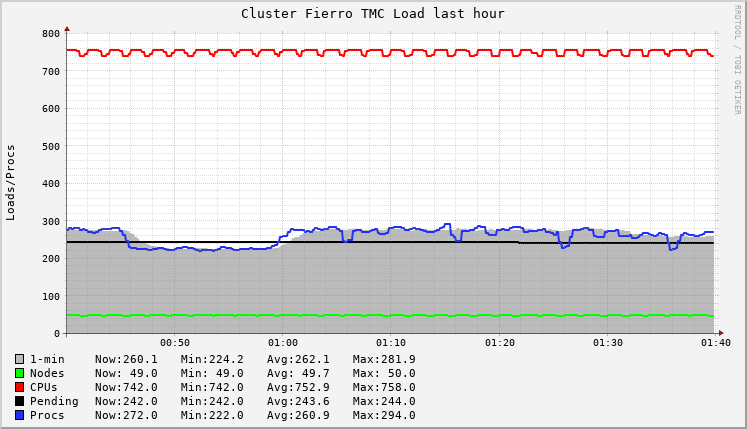 Cluster Fierro TMC Load last hour
RRDTOOL / TOBI OETIKER
Loads/Procs
800
700
600
500
400
300
200
100
0
00:50 01:00 01:10 01:20 01:30 01:40
1-min Now:260.1 Min:224.2 Avg:262.1 Max:281.9
Nodes Now: 49.0 Min: 49.0 Avg: 49.7 Max: 50.0
CPUs Now:742.0 Min:742.0 Avg:752.9 Max:758.0
Pending Now:242.0 Min:242.0 Avg:243.6 Max:244.0
Procs Now:272.0 Min:222.0 Avg:260.9 Max:294.0